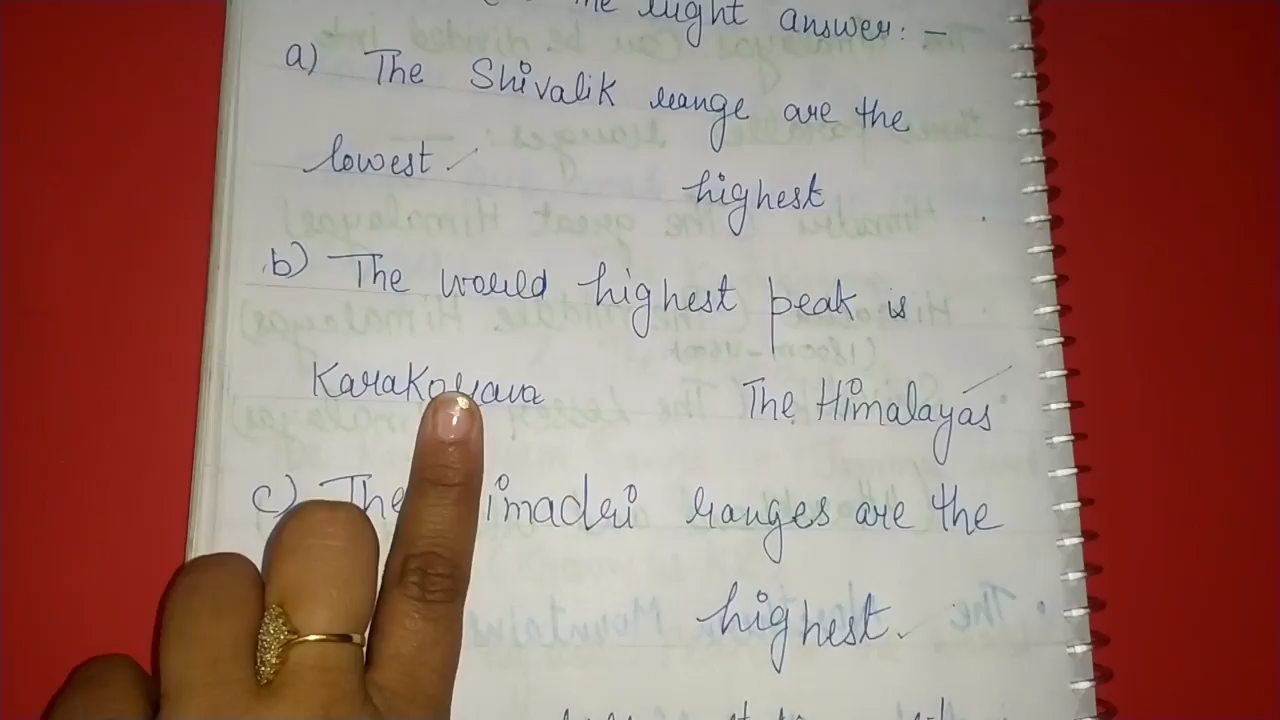 the right answer: -
a) The Shivalik range are the
lowest ✓ highest
b) The world highest peak is
The Himalayas
c) The imadri ranges are the
highest.